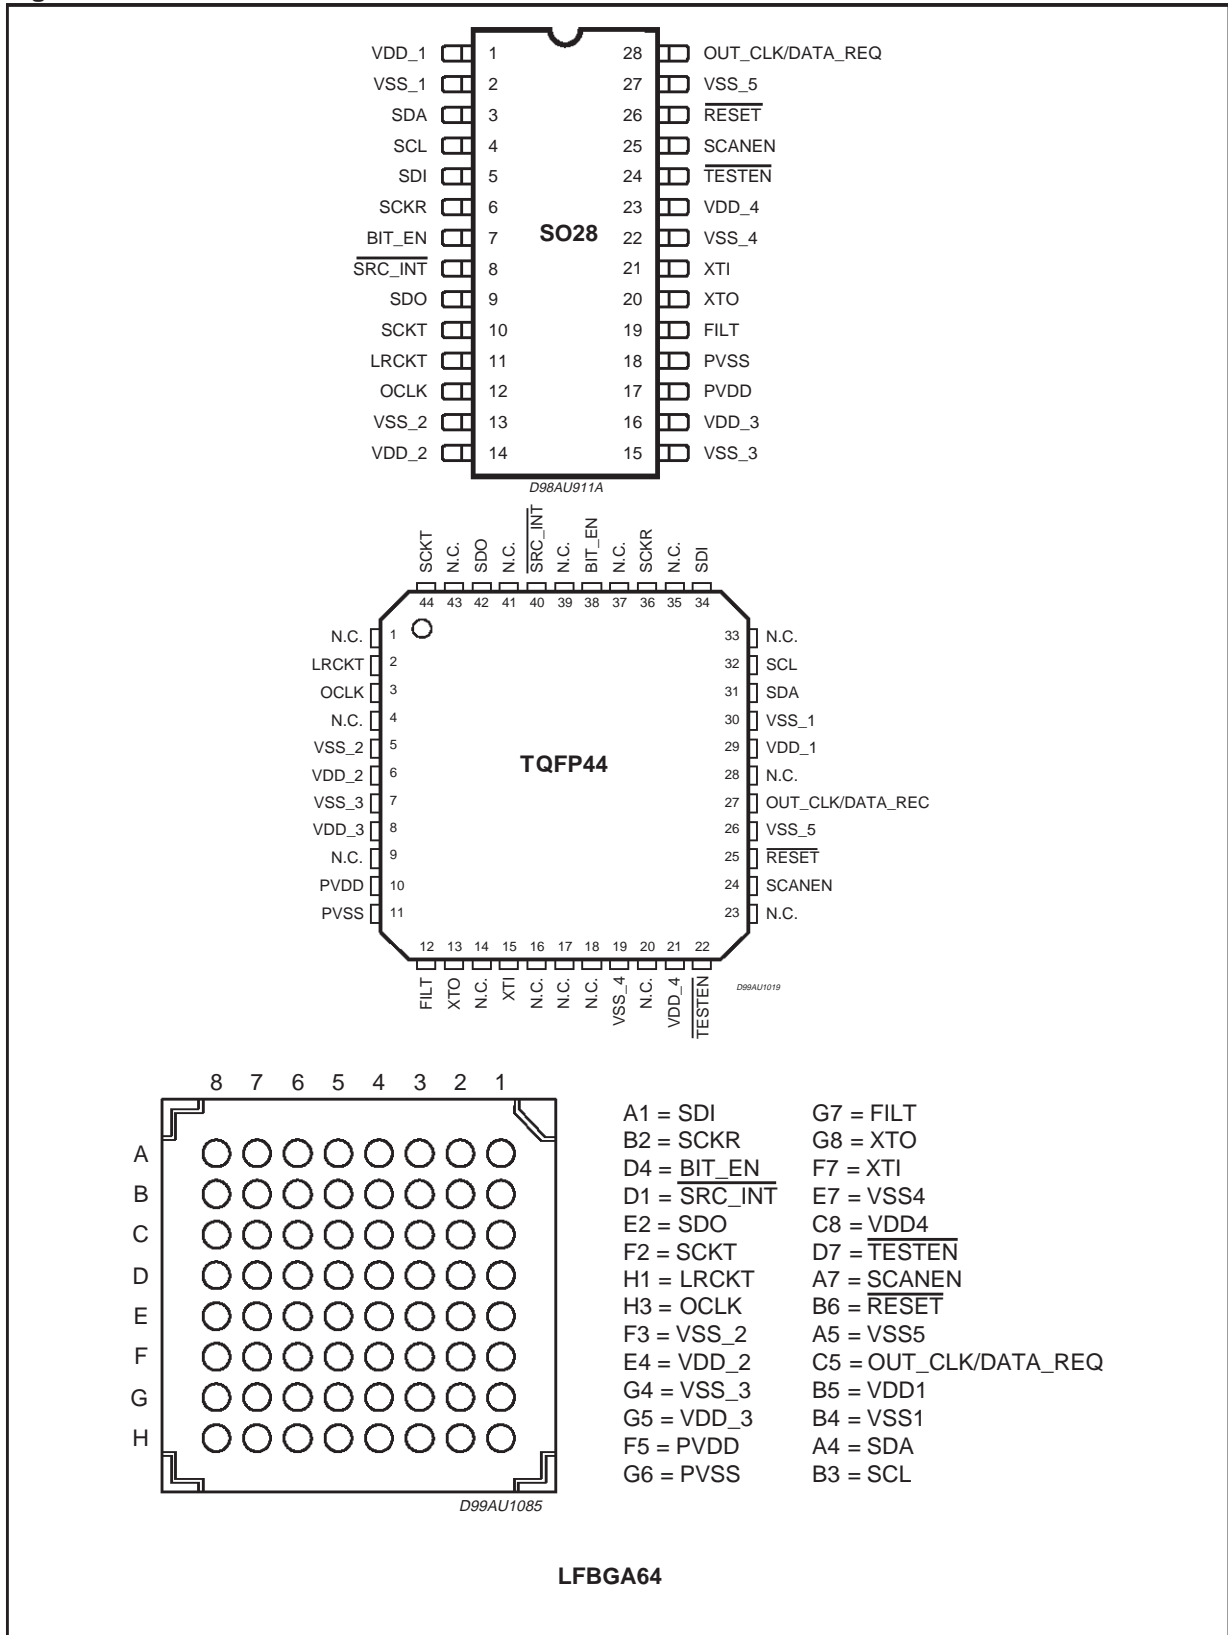 VDD_1 1 28 OUT_CLK/DATA_REQ
VSS_1 2 27 VSS_5
SDA 3 26 RESET
SCL 4 25 SCANEN
SDI 5 24 TESTEN
SCKR 6 23 VDD_4
BIT_EN 7 SO28 22 VSS_4
SRC_INT 8 21 XTI
SDO 9 20 XTO
SCKT 10 19 FILT
LRCKT 11 18 PVSS
OCLK 12 17 PVDD
VSS_2 13 16 VDD_3
VDD_2 14 15 VSS_3
D98AU911A
SCKT N.C. SDO N.C. SRC_INT N.C. BIT_EN N.C. SCKR N.C. SDI
44 43 42 41 40 39 38 37 36 35 34
N.C. 1 33 N.C.
LRCKT 2 32 SCL
OCLK 3 31 SDA
N.C. 4 30 VSS_1
VSS_2 5 29 VDD_1
TQFP44
VDD_2 6 28 N.C.
VSS_3 7 27 OUT_CLK/DATA_REC
VDD_3 8 26 VSS_5
N.C. 9 25 RESET
PVDD 10 24 SCANEN
PVSS 11 23 N.C.
12 13 14 15 16 17 18 19 20 21 22
FILT XTO N.C. XTI N.C. N.C. N.C. VSS_4 N.C. VDD_4 TESTEN
D99AU1019
8 7 6 5 4 3 2 1
A
B
C
D
E
F
G
H
D99AU1085
A1 = SDI
B2 = SCKR
D4 = BIT_EN
D1 = SRC_INT
E2 = SDO
F2 = SCKT
H1 = LRCKT
H3 = OCLK
F3 = VSS_2
E4 = VDD_2
G4 = VSS_3
G5 = VDD_3
F5 = PVDD
G6 = PVSS
G7 = FILT
G8 = XTO
F7 = XTI
E7 = VSS4
C8 = VDD4
D7 = TESTEN
A7 = SCANEN
B6 = RESET
A5 = VSS5
C5 = OUT_CLK/DATA_REQ
B5 = VDD1
B4 = VSS1
A4 = SDA
B3 = SCL
LFBGA64